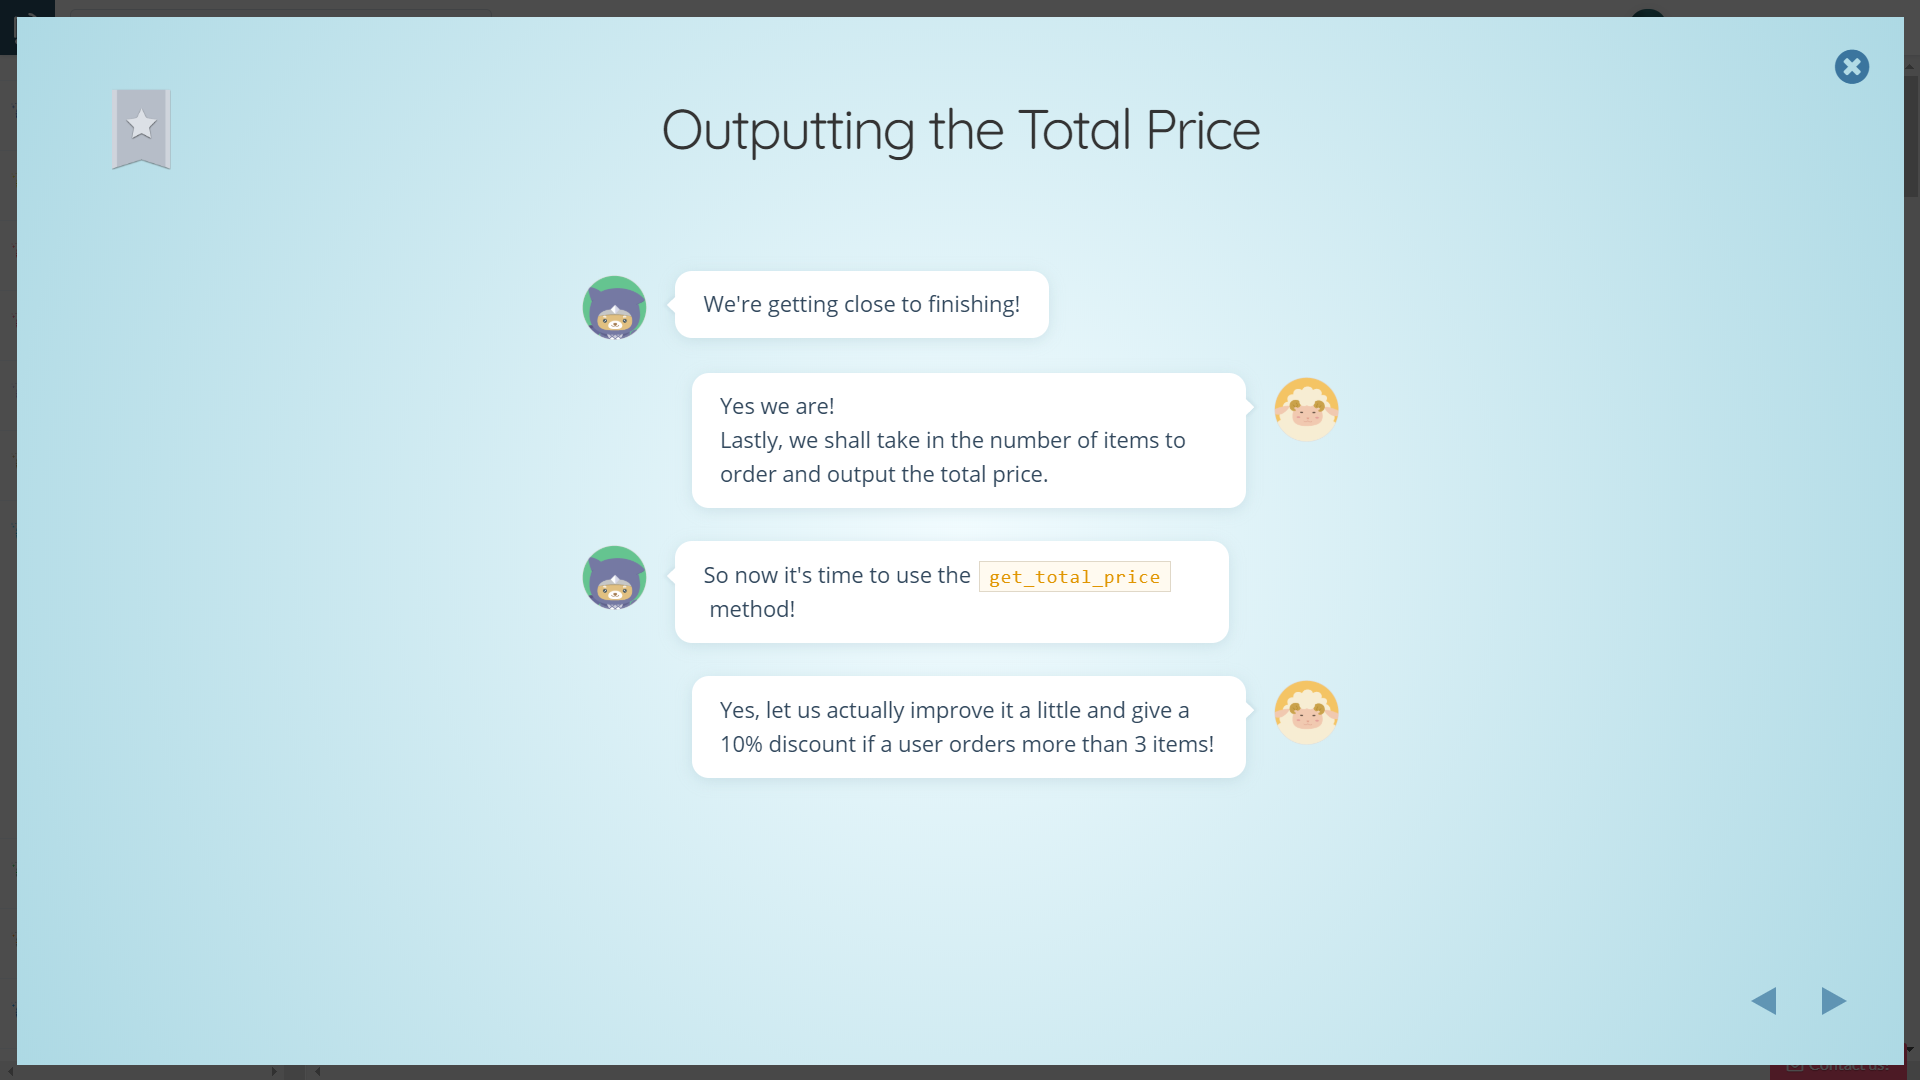 Outputting the Total Price
We're getting close to finishing!
Yes we are!
Lastly, we shall take in the number of items to
order and output the total price.
So now it's time to use the get_total_price
method!
Yes, let us actually improve it a little and give a
10% discount if a user orders more than 3 items!
Contact us!